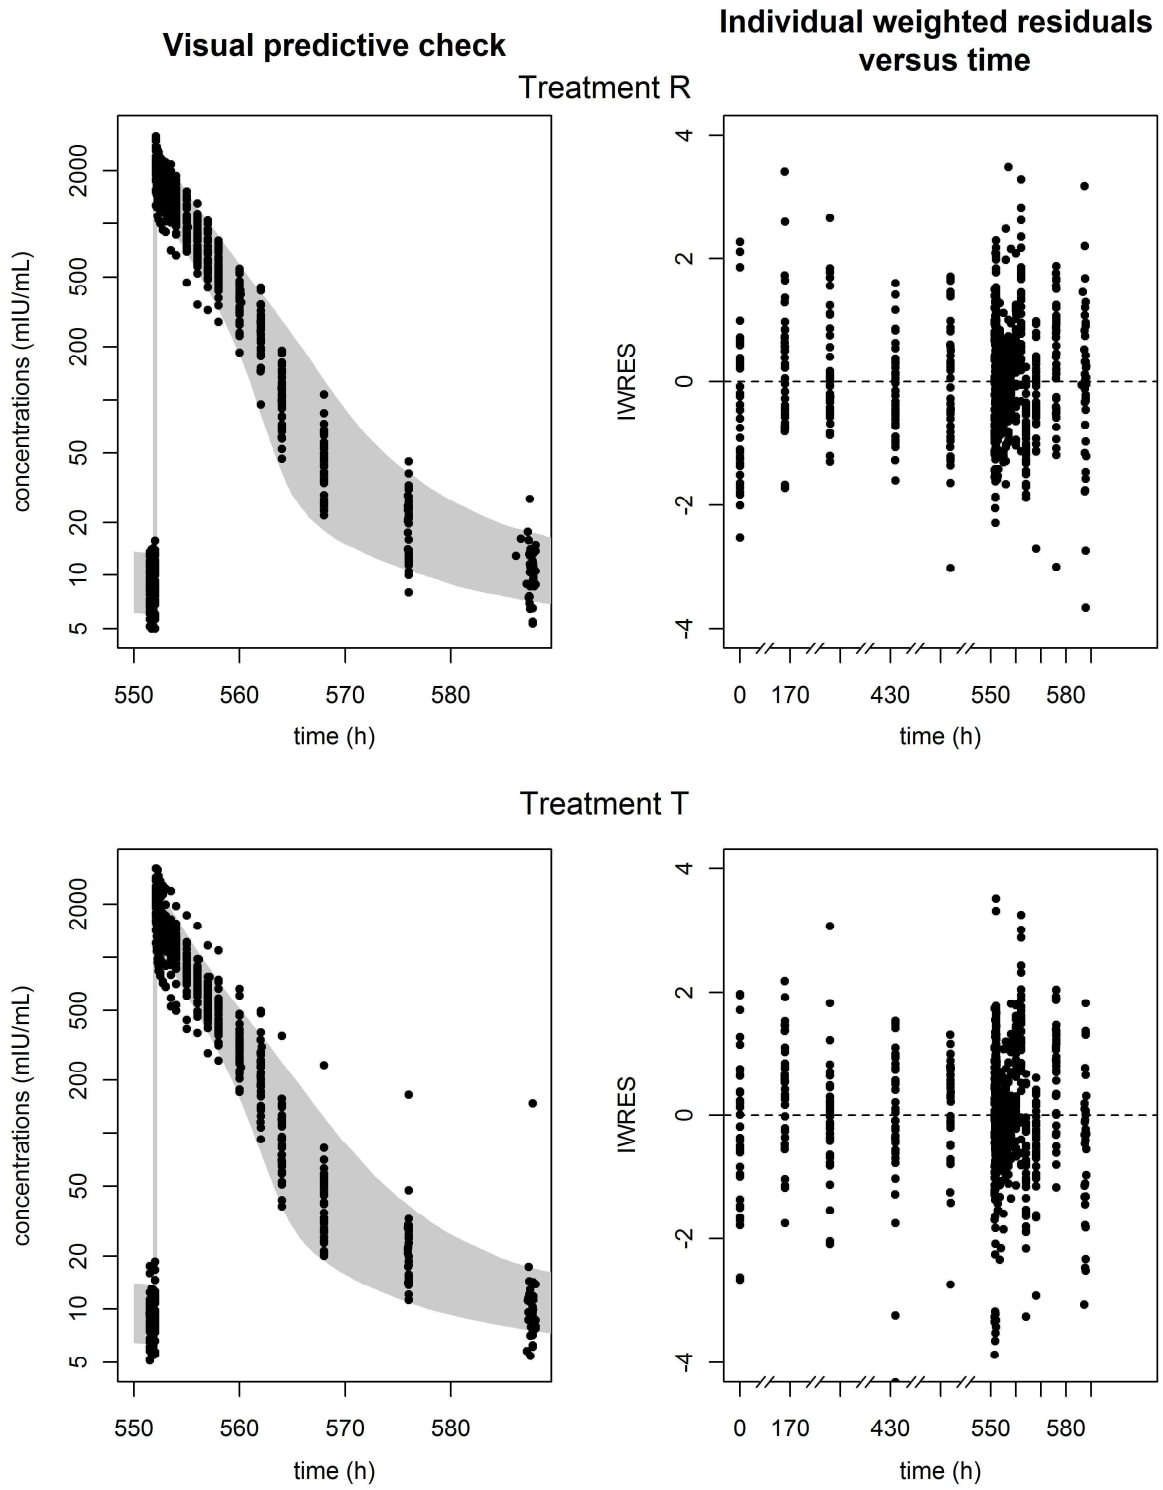 Visual predictive check
Individual weighted residuals
versus time
Treatment R
concentrations (mIU/mL)
2000
500
200
50
20
10
5
550 560 570 580
time (h)
IWRES
4
2
0
-2
-4
0 170 430 550 580
time (h)
Treatment T
concentrations (mIU/mL)
2000
500
200
50
20
10
5
550 560 570 580
time (h)
IWRES
4
2
0
-2
-4
0 170 430 550 580
time (h)